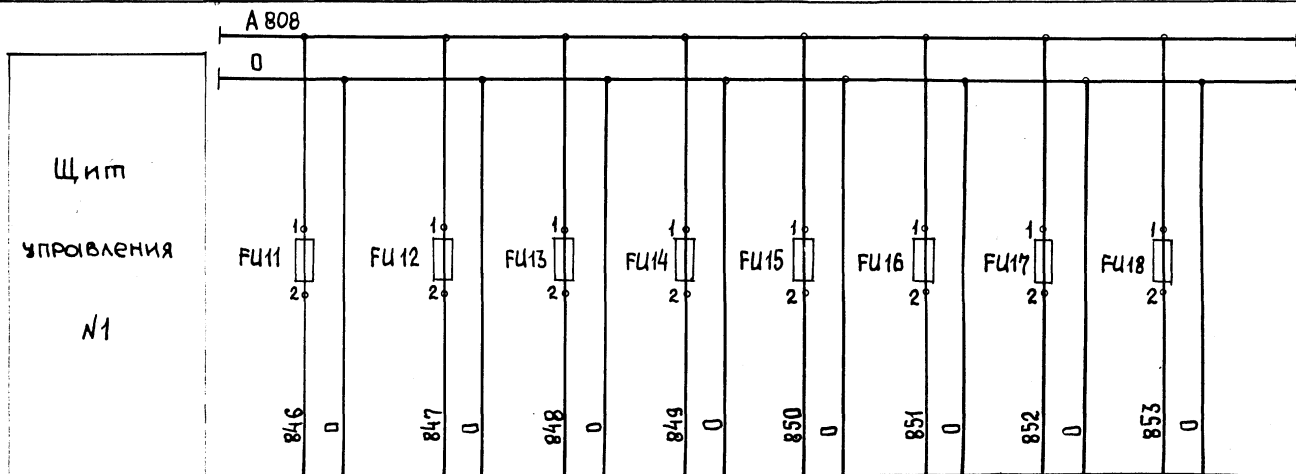 А 808
0
Щит
управления
N1
1 1 1 1 1 1 1 1
FU11 FU12 FU13 FU14 FU15 FU16 FU17 FU18
2 2 2 2 2 2 2 2
846 0 847 0 848 0 849 0 850 0 851 0 852 0 853 0